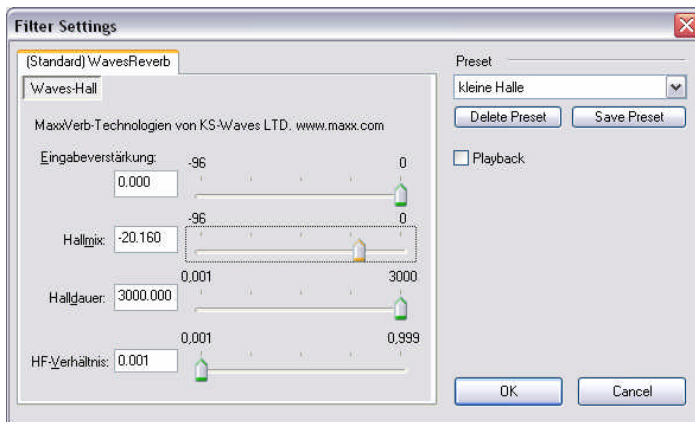 Filter Settings
(Standard) WavesReverb
Waves-Hall
MaxxVerb-Technologien von KS-Waves LTD. www.maxx.com
Eingabeverstärkung:
-96 0
0.000
-96 0
Hallmix: -20.160
0,001 3000
Halldauer: 3000.000
0,001 0,999
HF-Verhältnis: 0.001
Preset
kleine Halle
Delete Preset Save Preset
Playback
OK Cancel